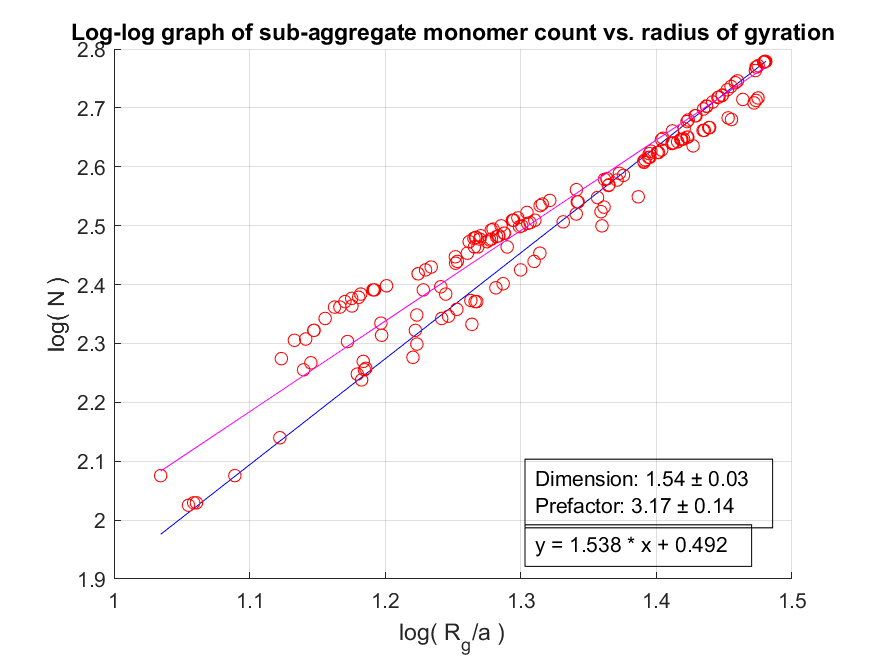 Log-log graph of sub-aggregate monomer count vs. radius of gyration
2.8
2.7
2.6
2.5
2.4
2.3
2.2
2.1
2
1.9
log( N )
Dimension: 1.54 ± 0.03
Prefactor: 3.17 ± 0.14
y = 1.538 * x + 0.492
1 1.1 1.2 1.3 1.4 1.5
log( Rg/a )